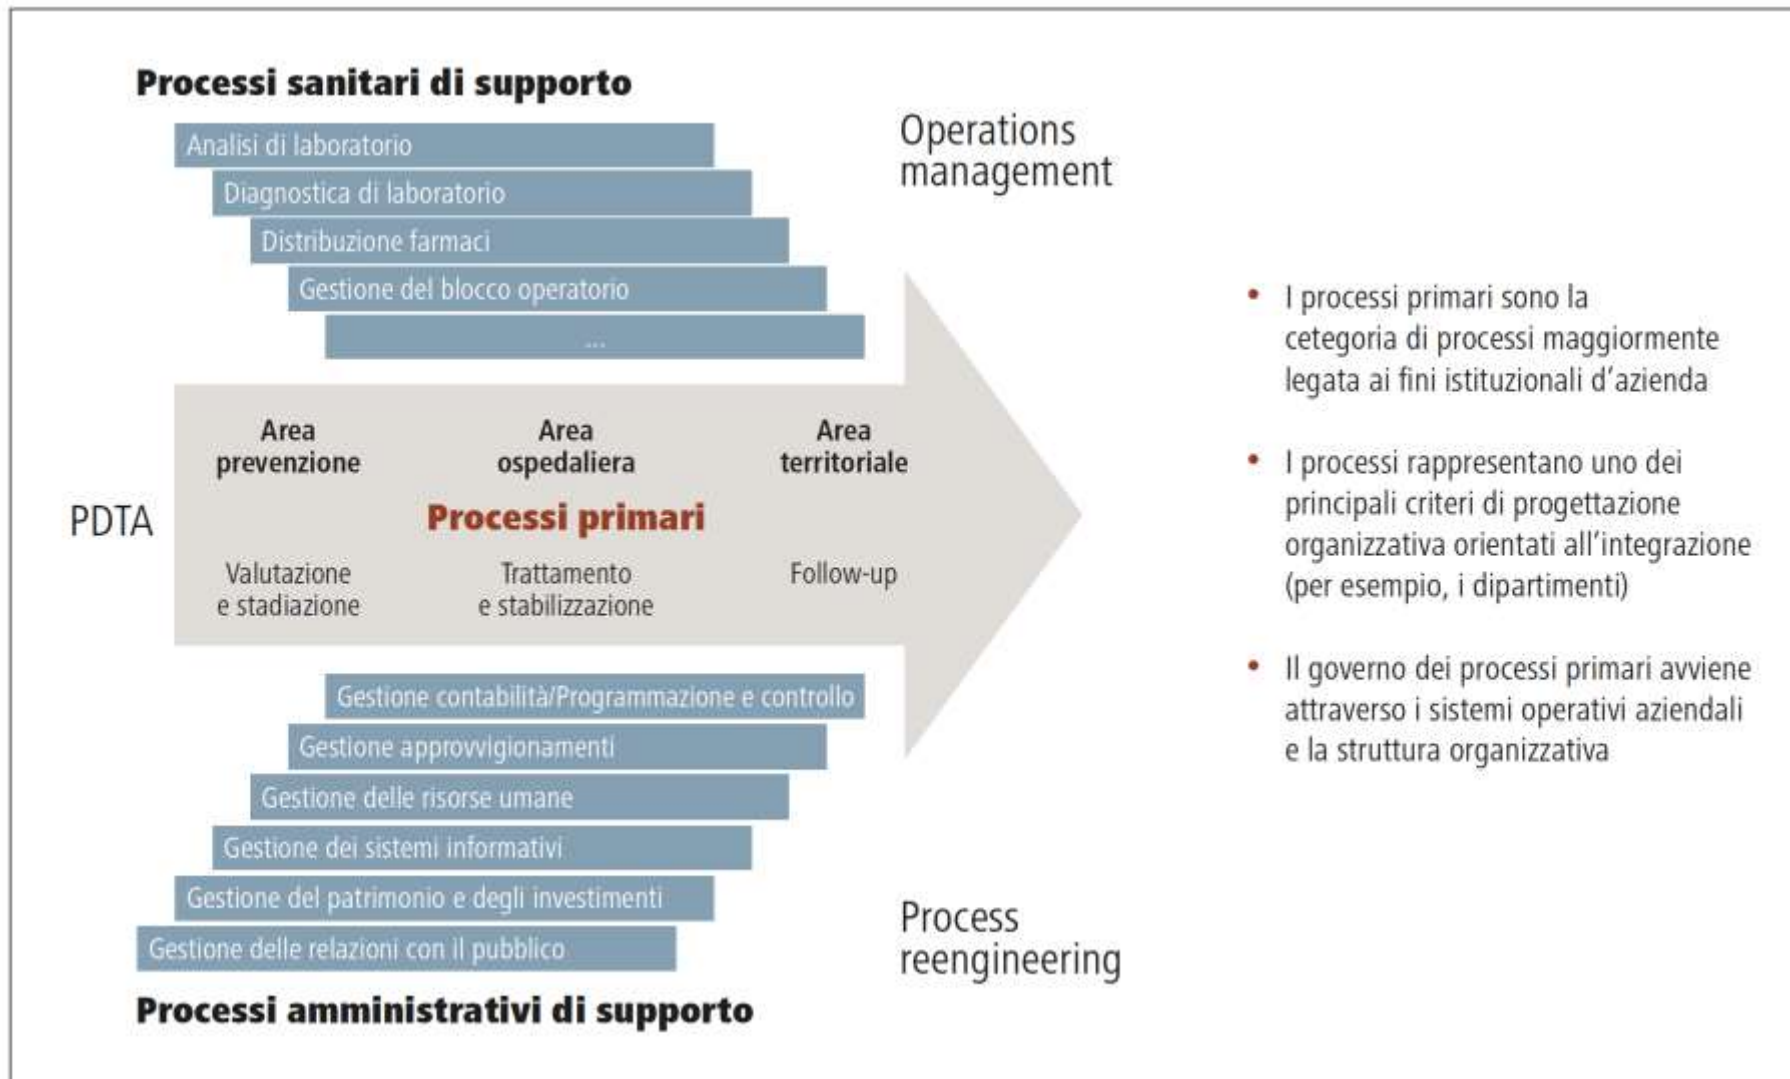 Processi sanitari di supporto
Analisi di laboratorio
Diagnostica di laboratorio
Distribuzione farmaci
Gestione del blocco operatorio
...
Operations
management
PDTA
Area
prevenzione
Area
ospedaliera
Area
territoriale
Processi primari
Valutazione
e stadiazione
Trattamento
e stabilizzazione
Follow-up
Gestione contabilità/Programmazione e controllo
Gestione approvvigionamenti
Gestione delle risorse umane
Gestione dei sistemi informativi
Gestione del patrimonio e degli investimenti
Gestione delle relazioni con il pubblico
Processi amministrativi di supporto
Process
reengineering
• I processi primari sono la
cetegoria di processi maggiormente
legata ai fini istituzionali d’azienda
• I processi rappresentano uno dei
principali criteri di progettazione
organizzativa orientati all’integrazione
(per esempio, i dipartimenti)
• Il governo dei processi primari avviene
attraverso i sistemi operativi aziendali
e la struttura organizzativa